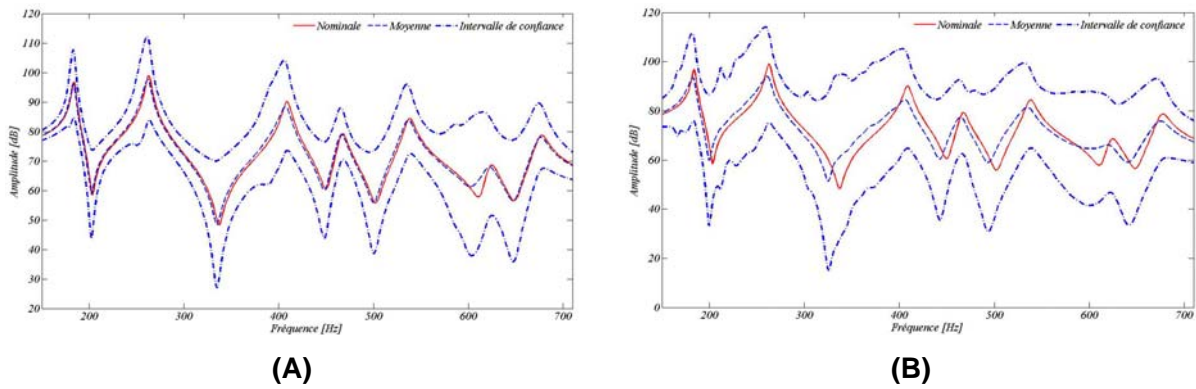 120
110
100
90
80
70
60
50
40
30
20
Amplitude [dB]
Nominale
Moyenne
Intervalle de confiance
200
300
400
500
600
700
Fréquence [Hz]
(A)
120
100
80
60
40
20
0
Amplitude [dB]
Nominale
Moyenne
Intervalle de confiance
200
300
400
500
600
700
Fréquence [Hz]
(B)